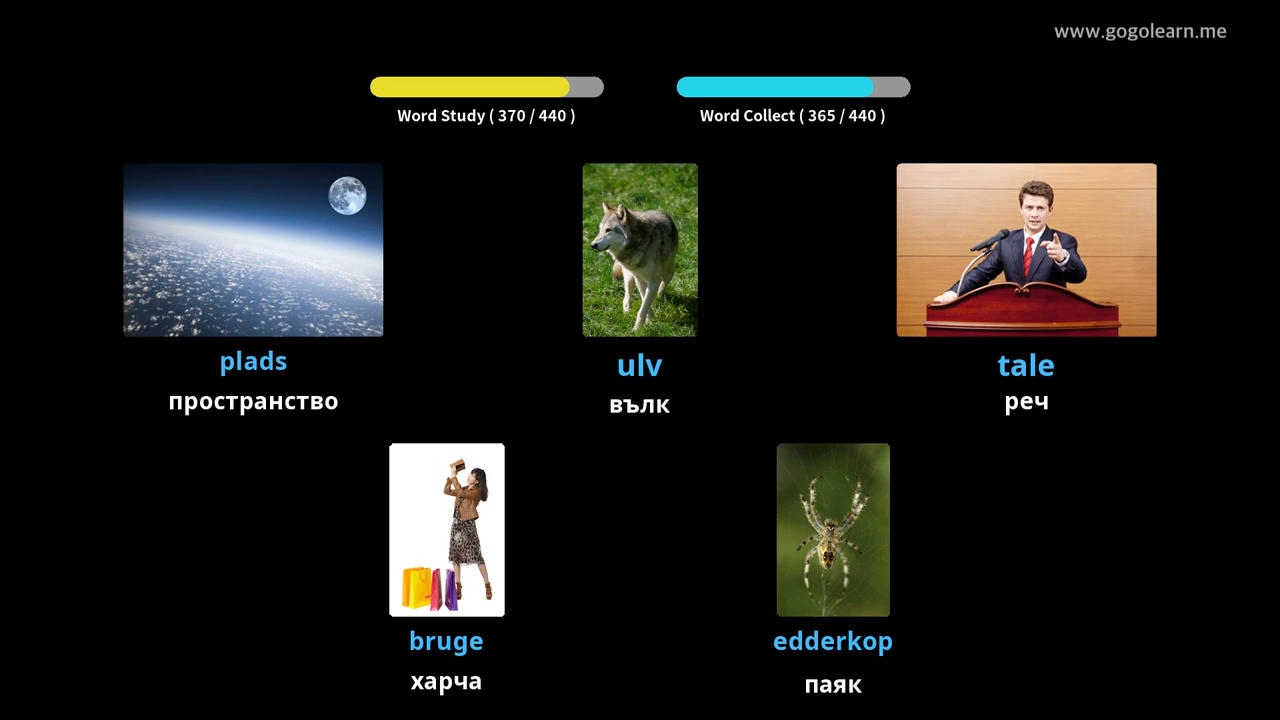 www.gogolearn.me
Word Study ( 370 / 440 )
Word Collect ( 365 / 440 )
plads
ulv
tale
пространство
вълк
реч
bruge
edderkop
харча
паяк